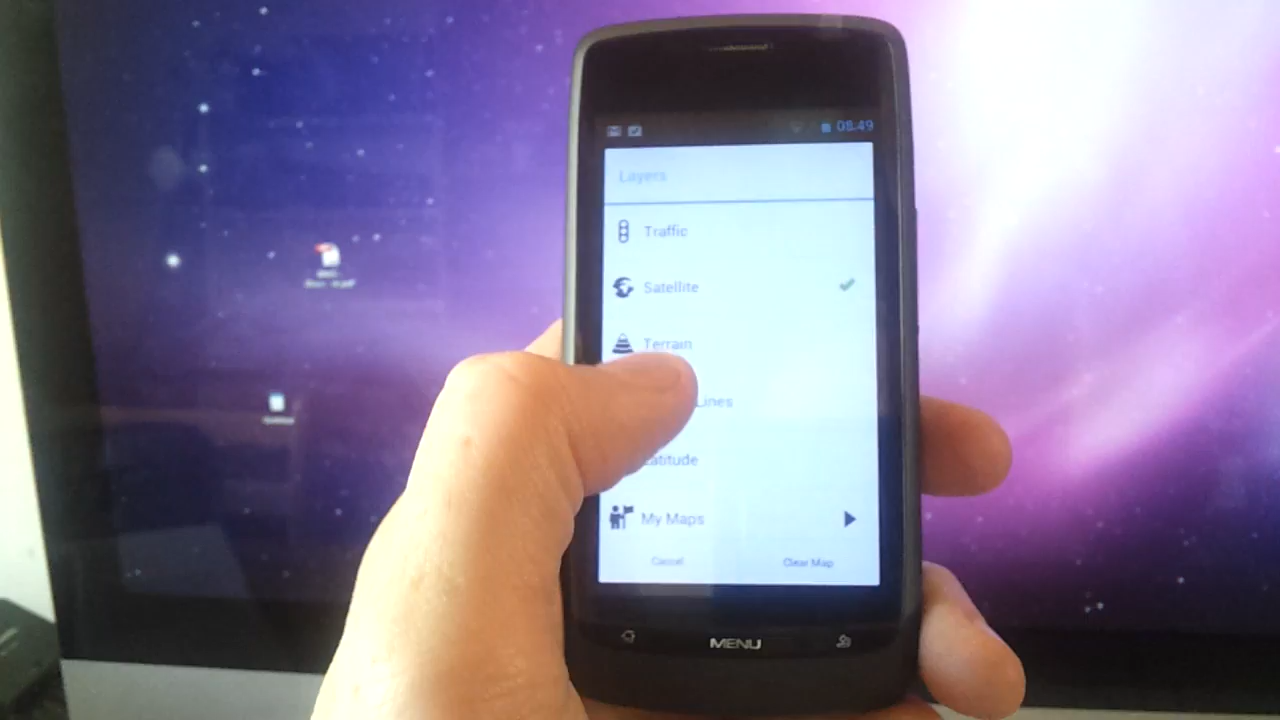 08:49
Layers
Traffic
Satellite
Terrain
Lines
Latitude
My Maps
Cancel Clear Map
MENU